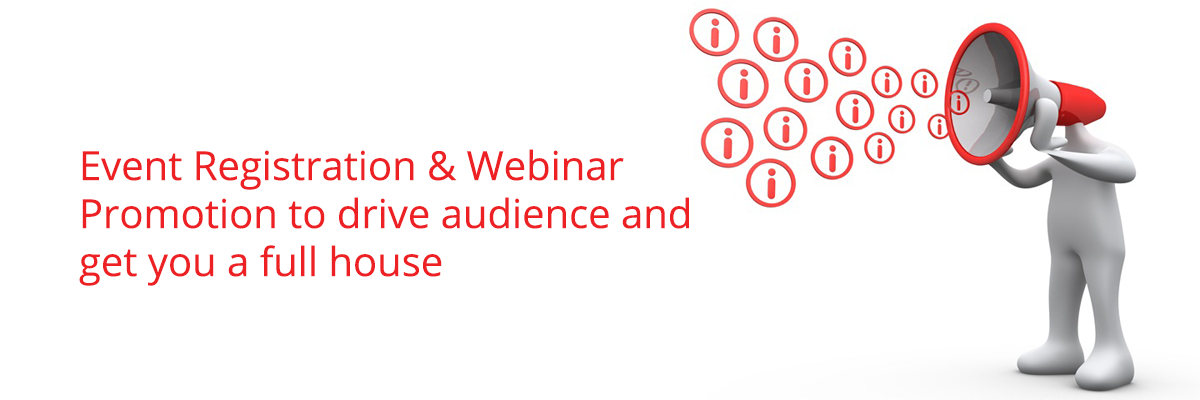 Event Registration & Webinar
Promotion to drive audience and
get you a full house